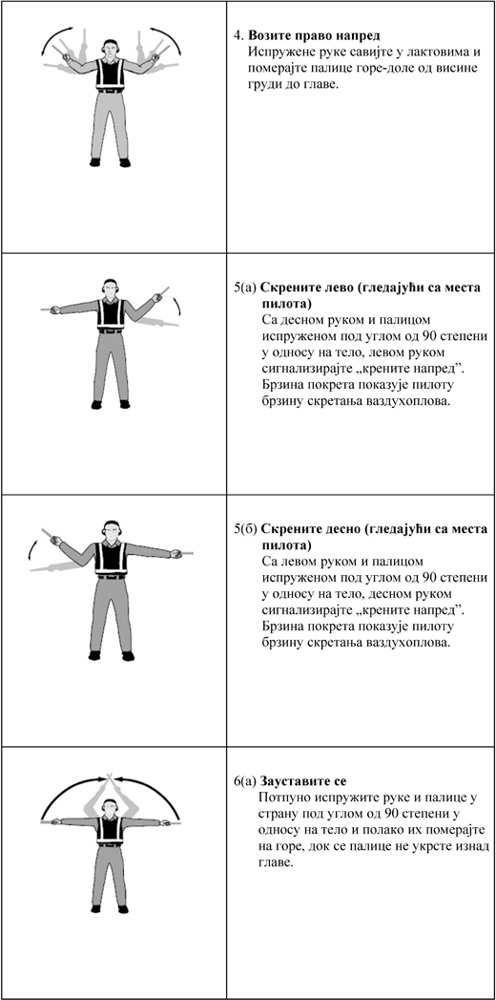 4. Возите право напред
Испружене руке савијте у лактовима и
померајте палице горе-доле од висине
груди до главе.
5(а) Скрените лево (гледајући са места
пилота)
Са десном руком и палицом
испруженом под углом од 90 степени
у односу на тело, левом руком
сигнализирајте „крените напред”.
Брзина покрета показује пилоту
брзину скретања ваздухоплова.
5(б) Скрените десно (гледајући са места
пилота)
Са левом руком и палицом
испруженом под углом од 90 степени
у односу на тело, десном руком
сигнализирајте „крените напред”.
Брзина покрета показује пилоту
брзину скретања ваздухоплова.
6(а) Зауставите се
Потпуно испружите руке и палице у
страну под углом од 90 степени у
односу на тело и полако их померајте
на горе, док се палице не укрсте изнад
главе.